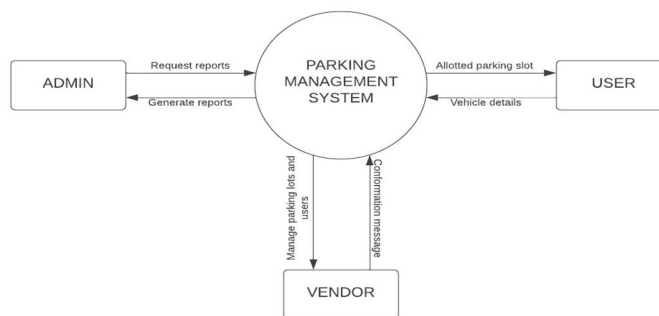 PARKING
MANAGEMENT
SYSTEM
ADMIN
Request reports
Generate reports
Allotted parking slot
Vehicle details
USER
Manage parking lots and
users
Conformation message
VENDOR